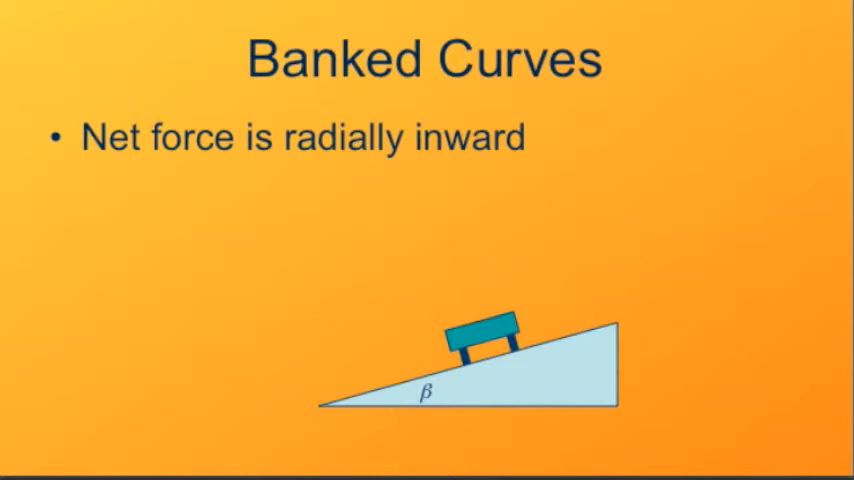 Banked Curves
• Net force is radially inward
β